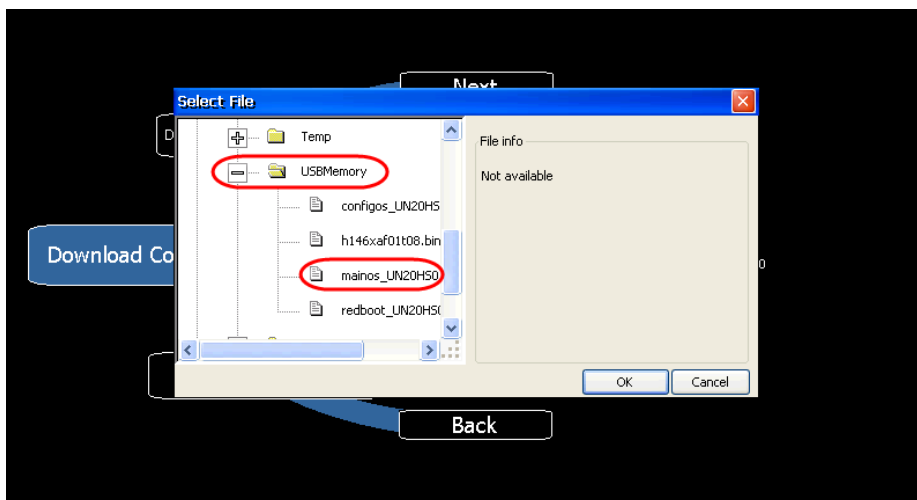 Next
Select File
D
Temp
File info
USBMemory
Not available
configos_UN20HS
h146xaf01t08.bin
Download Co
mainos_UN20HS0
0
redboot_UN20HS0
OK
Cancel
Back